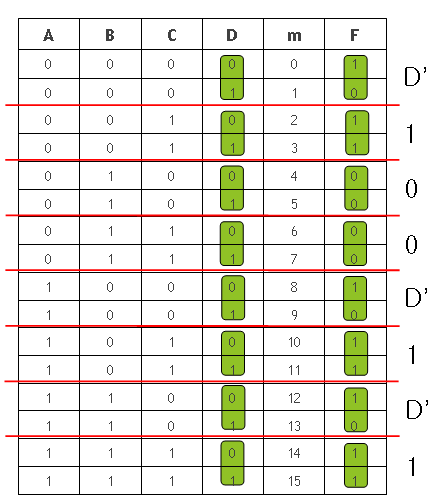 A B C D m F
0 0 0 0 0 1
D'
0 0 0 1 1 0
0 0 1 0 2 1
1
0 0 1 1 3 1
0 1 0 0 4 0
0
0 1 0 1 5 0
0 1 1 0 6 0
0
0 1 1 1 7 0
1 0 0 0 8 1
D'
1 0 0 1 9 0
1 0 1 0 10 1
1
1 0 1 1 11 1
1 1 0 0 12 1
D'
1 1 0 1 13 0
1 1 1 0 14 1
1
1 1 1 1 15 1